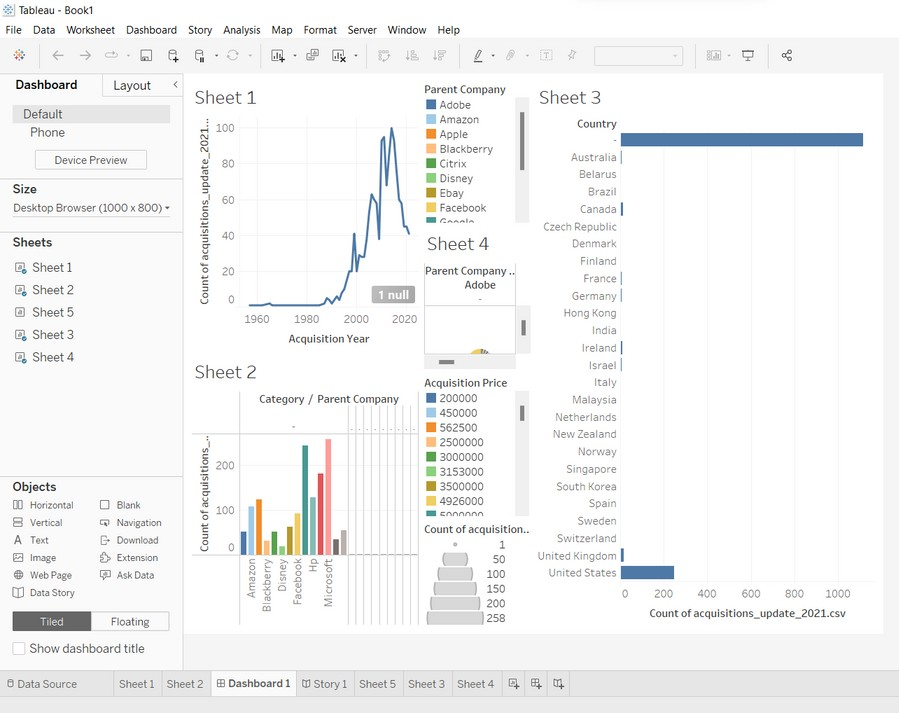 Tableau - Book1
File Data Worksheet Dashboard Story Analysis Map Format Server Window Help
Dashboard Layout
Default
Phone
Device Preview
Size
Desktop Browser (1000 x 800)
Sheets
Sheet 1
Sheet 2
Sheet 5
Sheet 3
Sheet 4
Objects
Horizontal Blank
Vertical Navigation
Text Download
Image Extension
Web Page Ask Data
Data Story
Tiled Floating
Show dashboard title
Sheet 1
Count of acquisitions_update_2021...
100
80
60
40
20
0
1 null
1960 1980 2000 2020
Acquisition Year
Sheet 2
Category / Parent Company
-
Count of acquisitions_...
200
100
0
Amazon
Blackberry
Disney
Facebook
Hp
Microsoft
Parent Company
Adobe
Amazon
Apple
Blackberry
Citrix
Disney
Ebay
Facebook
Google
Sheet 4
Parent Company ..
Adobe
-
Acquisition Price
200000
450000
562500
2500000
3000000
3153000
3500000
4926000
5000000
Count of acquisition..
1
50
100
150
200
258
Sheet 3
Country
-
Australia
Belarus
Brazil
Canada
Czech Republic
Denmark
Finland
France
Germany
Hong Kong
India
Ireland
Israel
Italy
Malaysia
Netherlands
New Zealand
Norway
Singapore
South Korea
Spain
Sweden
Switzerland
United Kingdom
United States
0 200 400 600 800 1000
Count of acquisitions_update_2021.csv
Data Source Sheet 1 Sheet 2 Dashboard 1 Story 1 Sheet 5 Sheet 3 Sheet 4